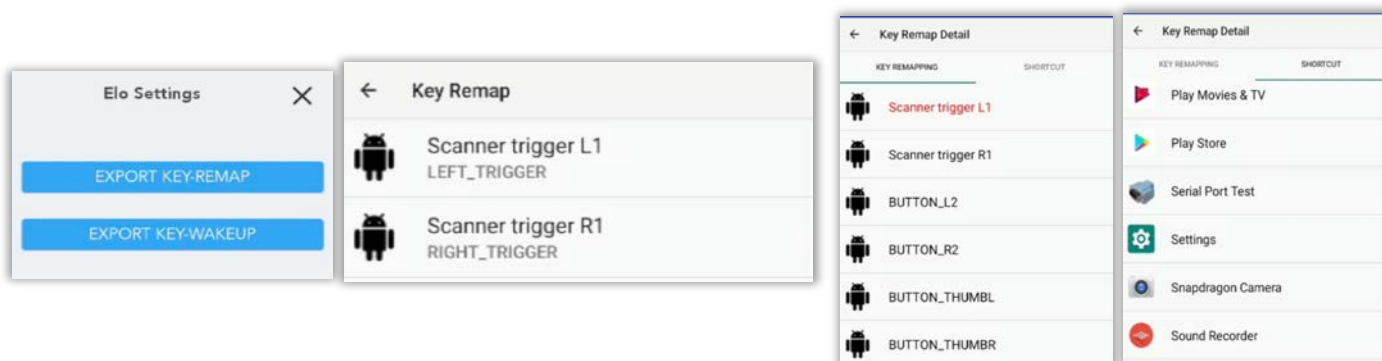 Elo Settings
EXPORT KEY-REMAP
EXPORT KEY-WAKEUP
Key Remap
Scanner trigger L1
LEFT_TRIGGER
Scanner trigger R1
RIGHT_TRIGGER
Key Remap Detail
KEY REMAPPING
SHORTCUT
Scanner trigger L1
Scanner trigger R1
BUTTON_L2
BUTTON_R2
BUTTON_THUMBL
BUTTON_THUMBR
Key Remap Detail
KEY REMAPPING
SHORTCUT
Play Movies & TV
Play Store
Serial Port Test
Settings
Snapdragon Camera
Sound Recorder